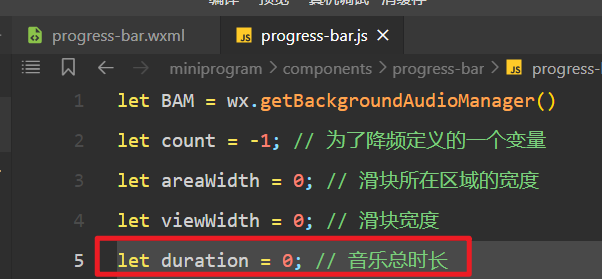 编译 预览 真机调试 清缓存
progress-bar.wxml
JS progress-bar.js
miniprogram components progress-bar JS progress-
1 let BAM = wx.getBackgroundAudioManager()
2 let count = -1; // 为了降频定义的一个变量
3 let areaWidth = 0; // 滑块所在区域的宽度
4 let viewWidth = 0; // 滑块宽度
5 let duration = 0; // 音乐总时长